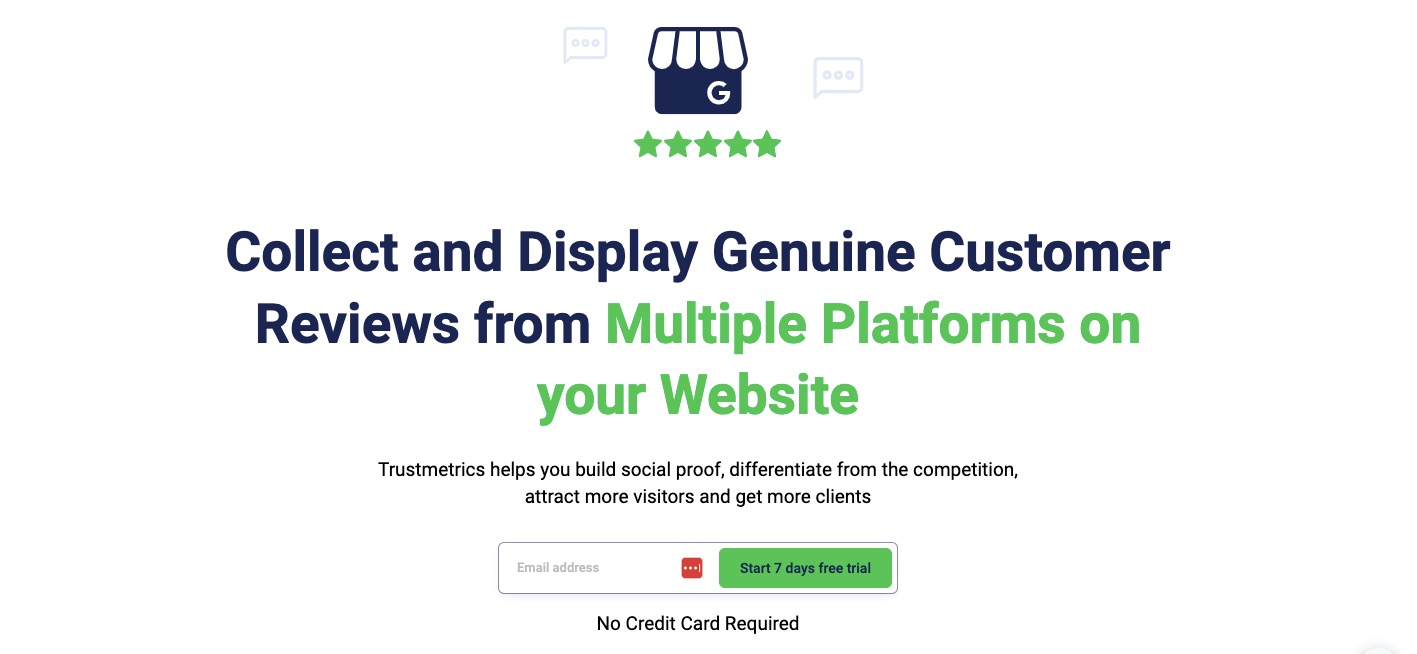 G
Collect and Display Genuine Customer
Reviews from Multiple Platforms on
your Website
Trustmetrics helps you build social proof, differentiate from the competition,
attract more visitors and get more clients
Email address
Start 7 days free trial
No Credit Card Required